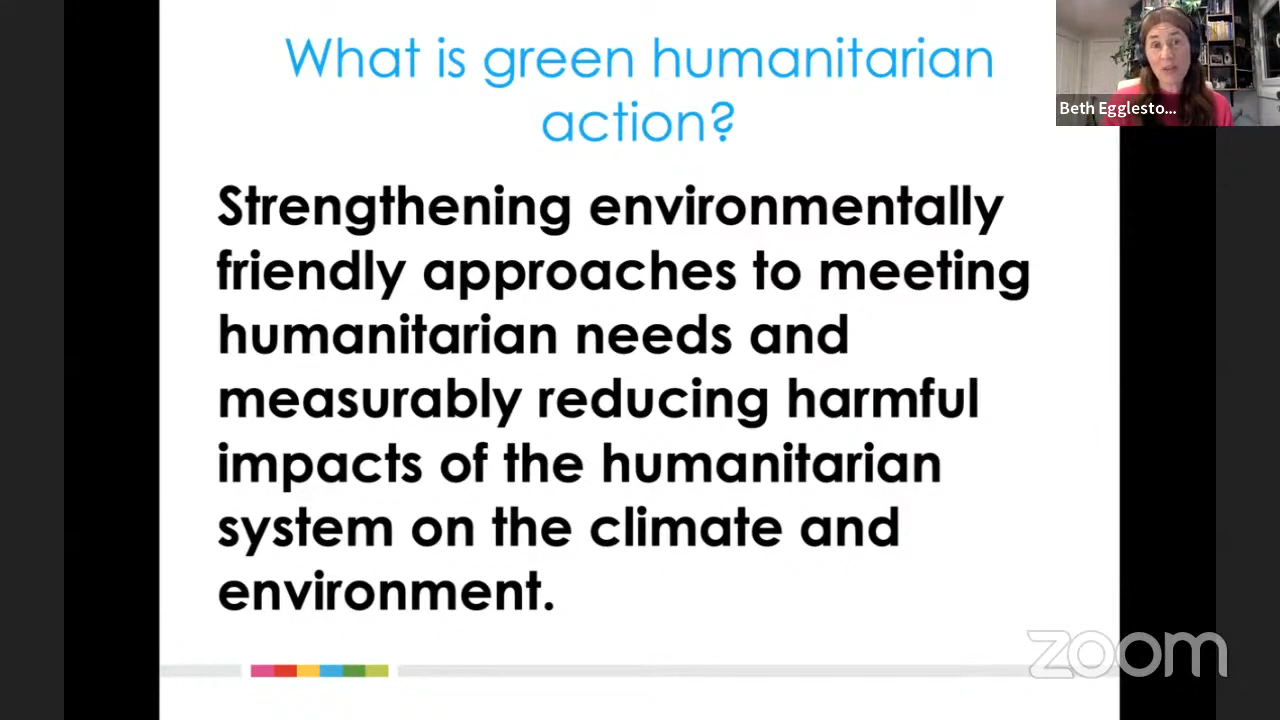 What is green humanitarian
action?
Beth Egglesto...
Strengthening environmentally
friendly approaches to meeting
humanitarian needs and
measurably reducing harmful
impacts of the humanitarian
system on the climate and
environment.
zoom